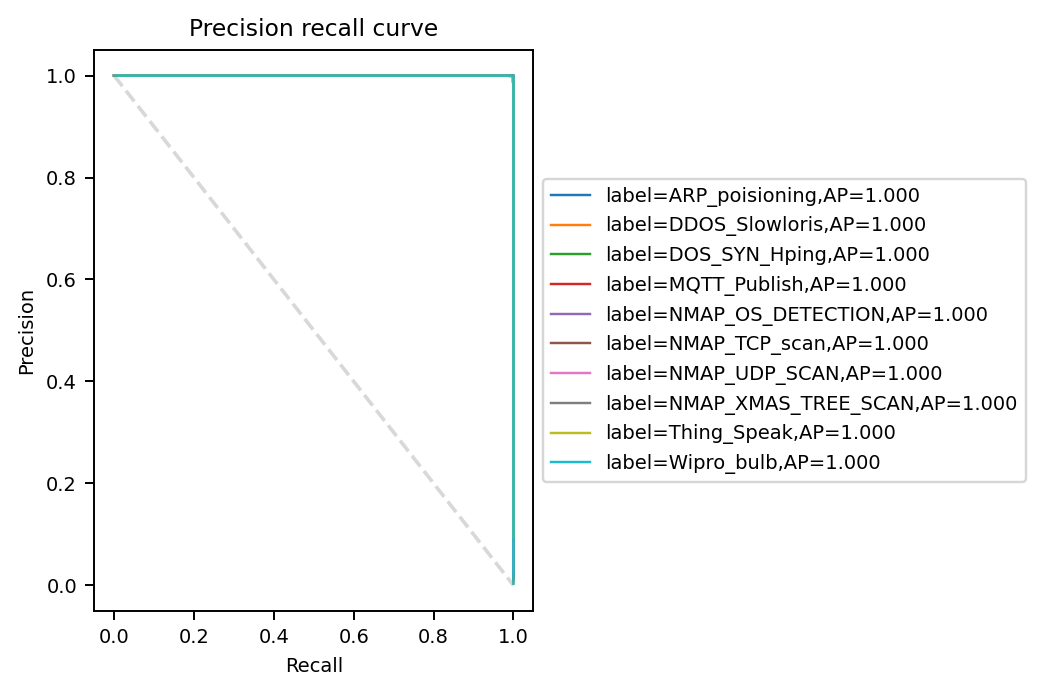 Precision recall curve
1.0
0.8
0.6
0.4
0.2
0.0
Precision
0.0 0.2 0.4 0.6 0.8 1.0
Recall
label=ARP_poisioning,AP=1.000
label=DDOS_Slowloris,AP=1.000
label=DOS_SYN_Hping,AP=1.000
label=MQTT_Publish,AP=1.000
label=NMAP_OS_DETECTION,AP=1.000
label=NMAP_TCP_scan,AP=1.000
label=NMAP_UDP_SCAN,AP=1.000
label=NMAP_XMAS_TREE_SCAN,AP=1.000
label=Thing_Speak,AP=1.000
label=Wipro_bulb,AP=1.000